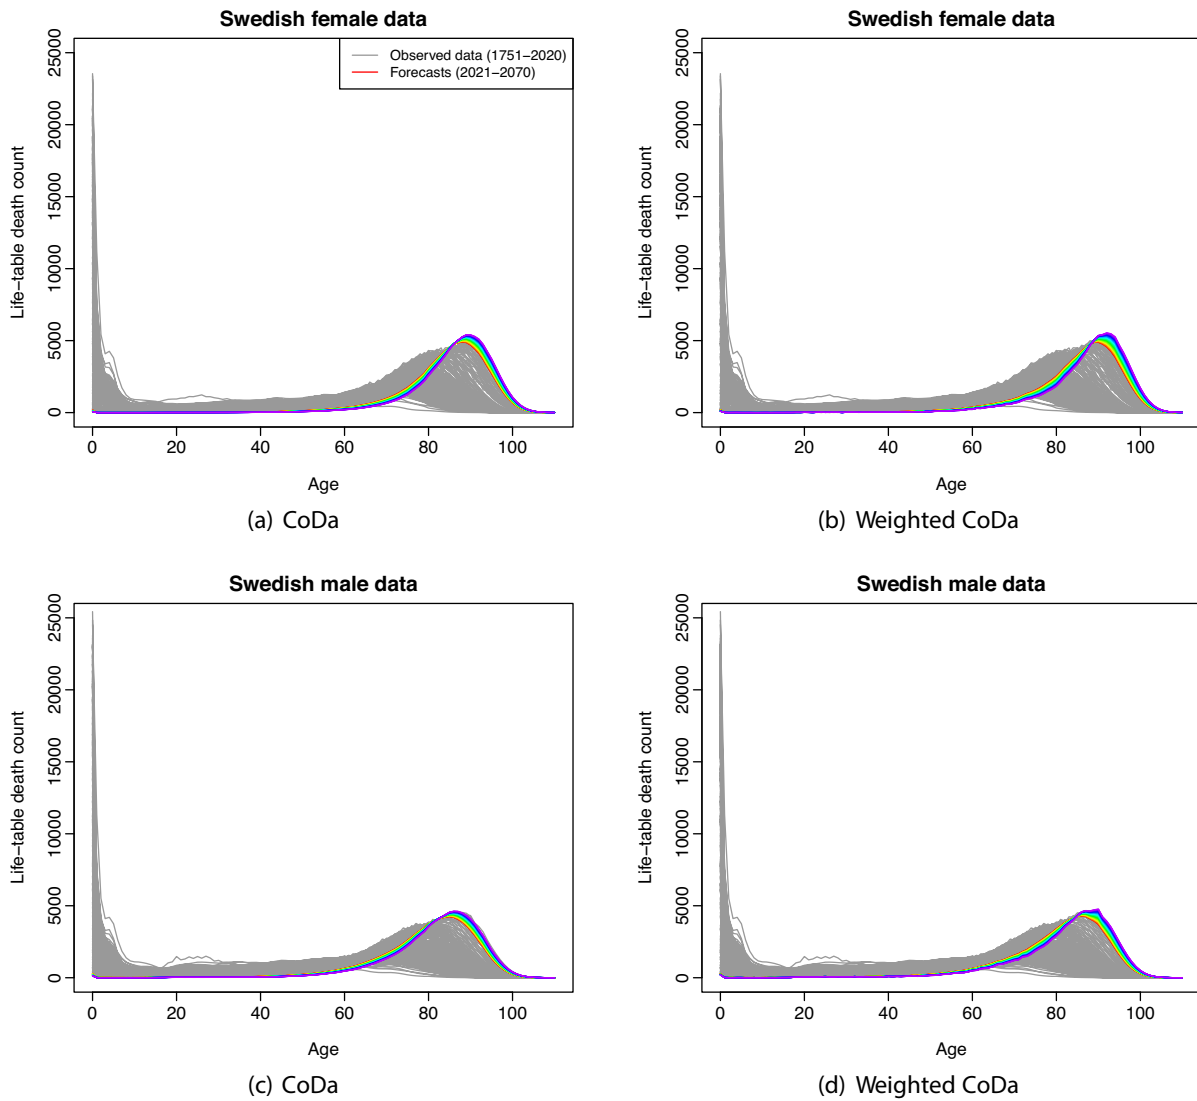 Swedish female data
Life−table death count
25000
20000
15000
10000
5000
0
Observed data (1751−2020)
Forecasts (2021−2070)
0 20 40 60 80 100
Age
(a) CoDa
Swedish female data
Life−table death count
25000
20000
15000
10000
5000
0
0 20 40 60 80 100
Age
(b) Weighted CoDa
Swedish male data
Life−table death count
25000
20000
15000
10000
5000
0
0 20 40 60 80 100
Age
(c) CoDa
Swedish male data
Life−table death count
25000
20000
15000
10000
5000
0
0 20 40 60 80 100
Age
(d) Weighted CoDa